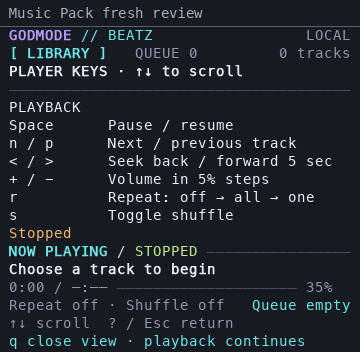 Music Pack fresh review
GODMODE // BEATZ LOCAL
[ LIBRARY ] QUEUE 0 0 tracks
PLAYER KEYS · ↑↓ to scroll
PLAYBACK
Space Pause / resume
n / p Next / previous track
< / > Seek back / forward 5 sec
+ / − Volume in 5% steps
r Repeat: off → all → one
s Toggle shuffle
Stopped
NOW PLAYING / STOPPED
Choose a track to begin
0:00 / —:—— 35%
Repeat off · Shuffle off Queue empty
↑↓ scroll ? / Esc return
q close view · playback continues